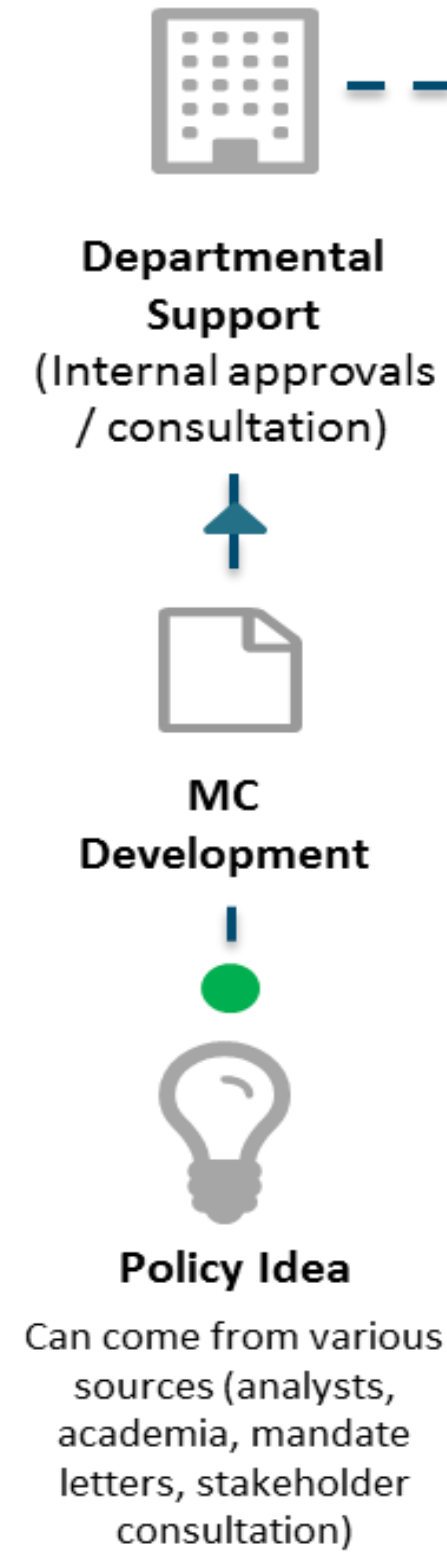 Departmental
Support
(Internal approvals
/ consultation)
MC
Development
Policy Idea
Can come from various
sources (analysts,
academia, mandate
letters, stakeholder
consultation)